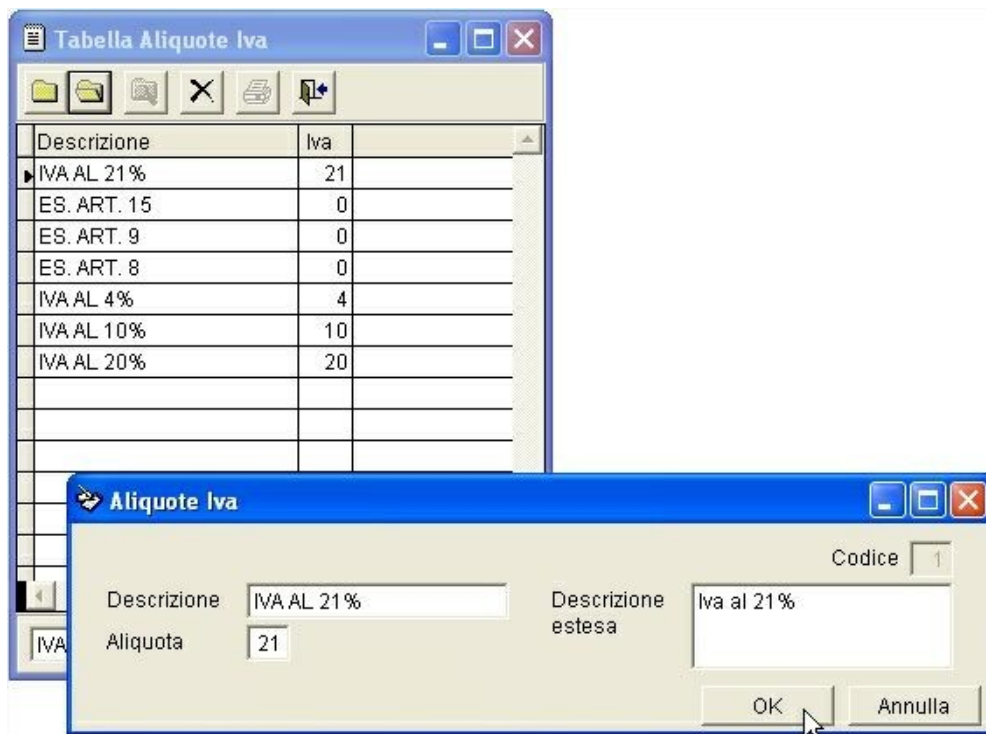 Tabella Aliquote Iva
Descrizione Iva
IVA AL 21% 21
ES. ART. 15 0
ES. ART. 9 0
ES. ART. 8 0
IVA AL 4% 4
IVA AL 10% 10
IVA AL 20% 20
IVA
Aliquote Iva
Codice 1
Descrizione IVA AL 21% Descrizione estesa Iva al 21%
Aliquota 21
OK Annulla